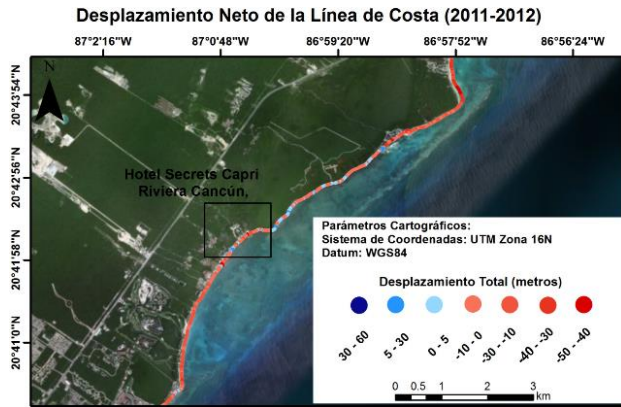 Desplazamiento Neto de la Línea de Costa (2011-2012)
87°2'16"W 87°0'48"W 86°59'20"W 86°57'52"W 86°56'24"W
N
20°43'54"N
20°42'56"N
20°41'58"N
20°41'0"N
Hotel Secrets Capri
Riviera Cancún,
Parámetros Cartográficos:
Sistema de Coordenadas: UTM Zona 16N
Datum: WGS84
Desplazamiento Total (metros)
30 - 60
5 - 30
0 - 5
-10 - 0
-30 - -10
-40 - -30
-50 - -40
0 0.5 1 2 3
km